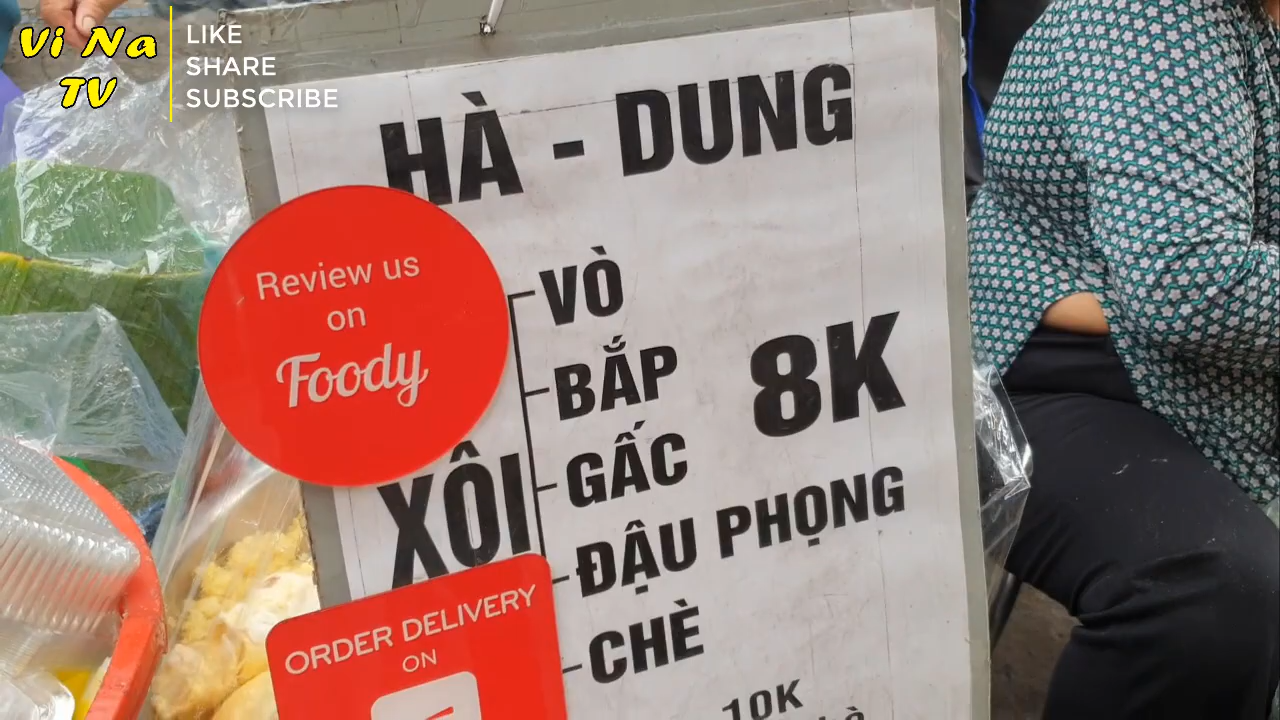 Vi Na
TV
LIKE
SHARE
SUBSCRIBE
HÀ - DUNG
Review us
on
Foody
XÔI
VÒ
BẮP
GẤC
ĐẬU PHỌNG
CHÈ
8K
ORDER DELIVERY
ON
10K